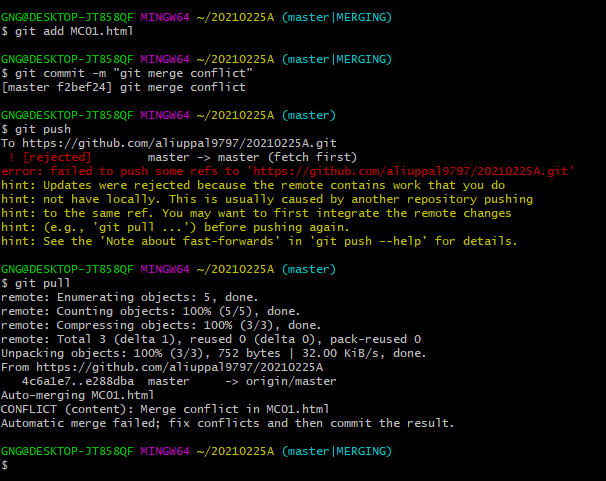 GNG@DESKTOP-JT858QF MINGW64 ~/20210225A (master|MERGING)
$ git add MC01.html
GNG@DESKTOP-JT858QF MINGW64 ~/20210225A (master|MERGING)
$ git commit -m "git merge conflict"
[master f2bef24] git merge conflict
GNG@DESKTOP-JT858QF MINGW64 ~/20210225A (master)
$ git push
To https://github.com/aliuppal9797/20210225A.git
 ! [rejected]        master -> master (fetch first)
error: failed to push some refs to 'https://github.com/aliuppal9797/20210225A.git'
hint: Updates were rejected because the remote contains work that you do
hint: not have locally. This is usually caused by another repository pushing
hint: to the same ref. You may want to first integrate the remote changes
hint: (e.g., 'git pull ...') before pushing again.
hint: See the 'Note about fast-forwards' in 'git push --help' for details.
GNG@DESKTOP-JT858QF MINGW64 ~/20210225A (master)
$ git pull
remote: Enumerating objects: 5, done.
remote: Counting objects: 100% (5/5), done.
remote: Compressing objects: 100% (3/3), done.
remote: Total 3 (delta 1), reused 0 (delta 0), pack-reused 0
Unpacking objects: 100% (3/3), 752 bytes | 32.00 KiB/s, done.
From https://github.com/aliuppal9797/20210225A
   4c6a1e7..e288dba  master     -> origin/master
Auto-merging MC01.html
CONFLICT (content): Merge conflict in MC01.html
Automatic merge failed; fix conflicts and then commit the result.
GNG@DESKTOP-JT858QF MINGW64 ~/20210225A (master|MERGING)
$